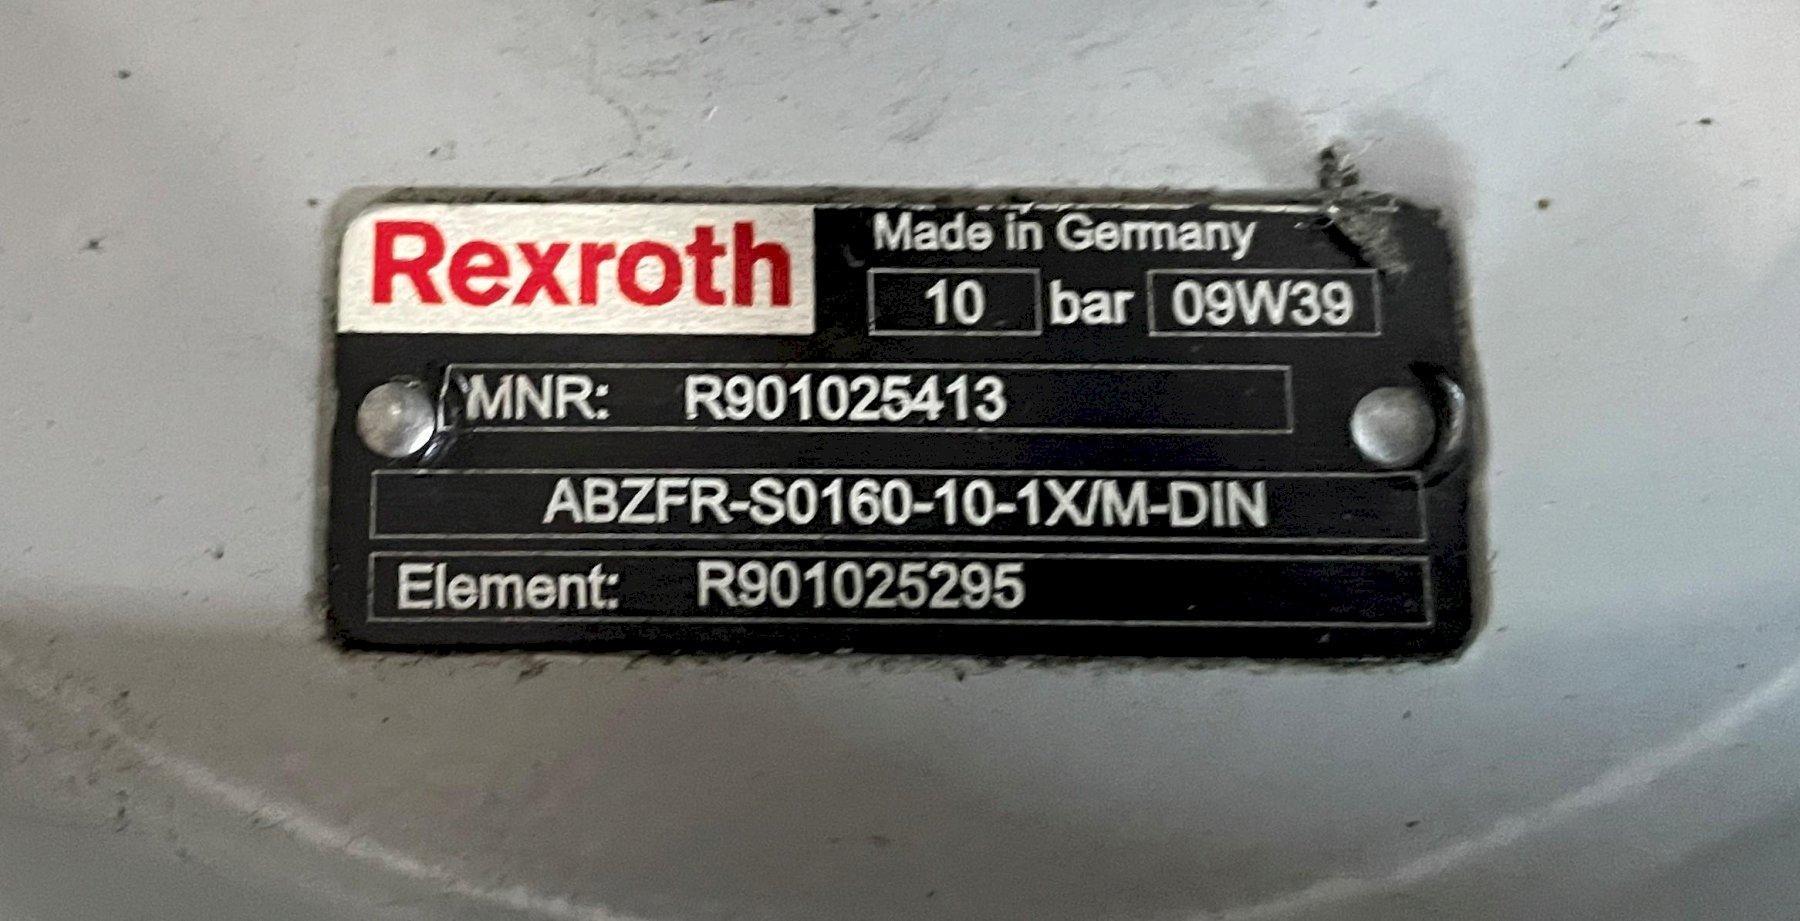 Rexroth
Made in Germany
10 bar 09W39
MNR: R901025413
ABZFR-S0160-10-1X/M-DIN
Element: R901025295